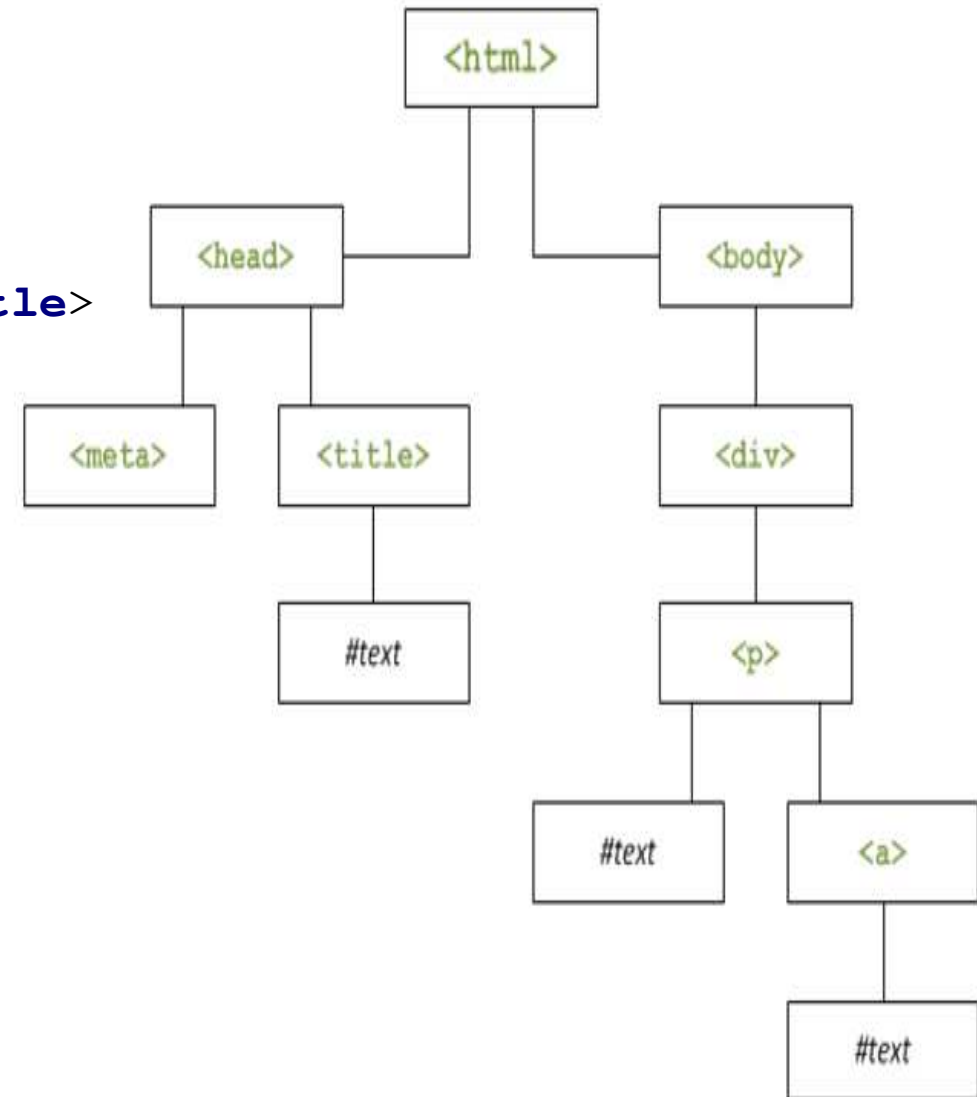 <html>
<head> <body>
tle>
<meta> <title> <div>
#text <p>
#text <a>
#text